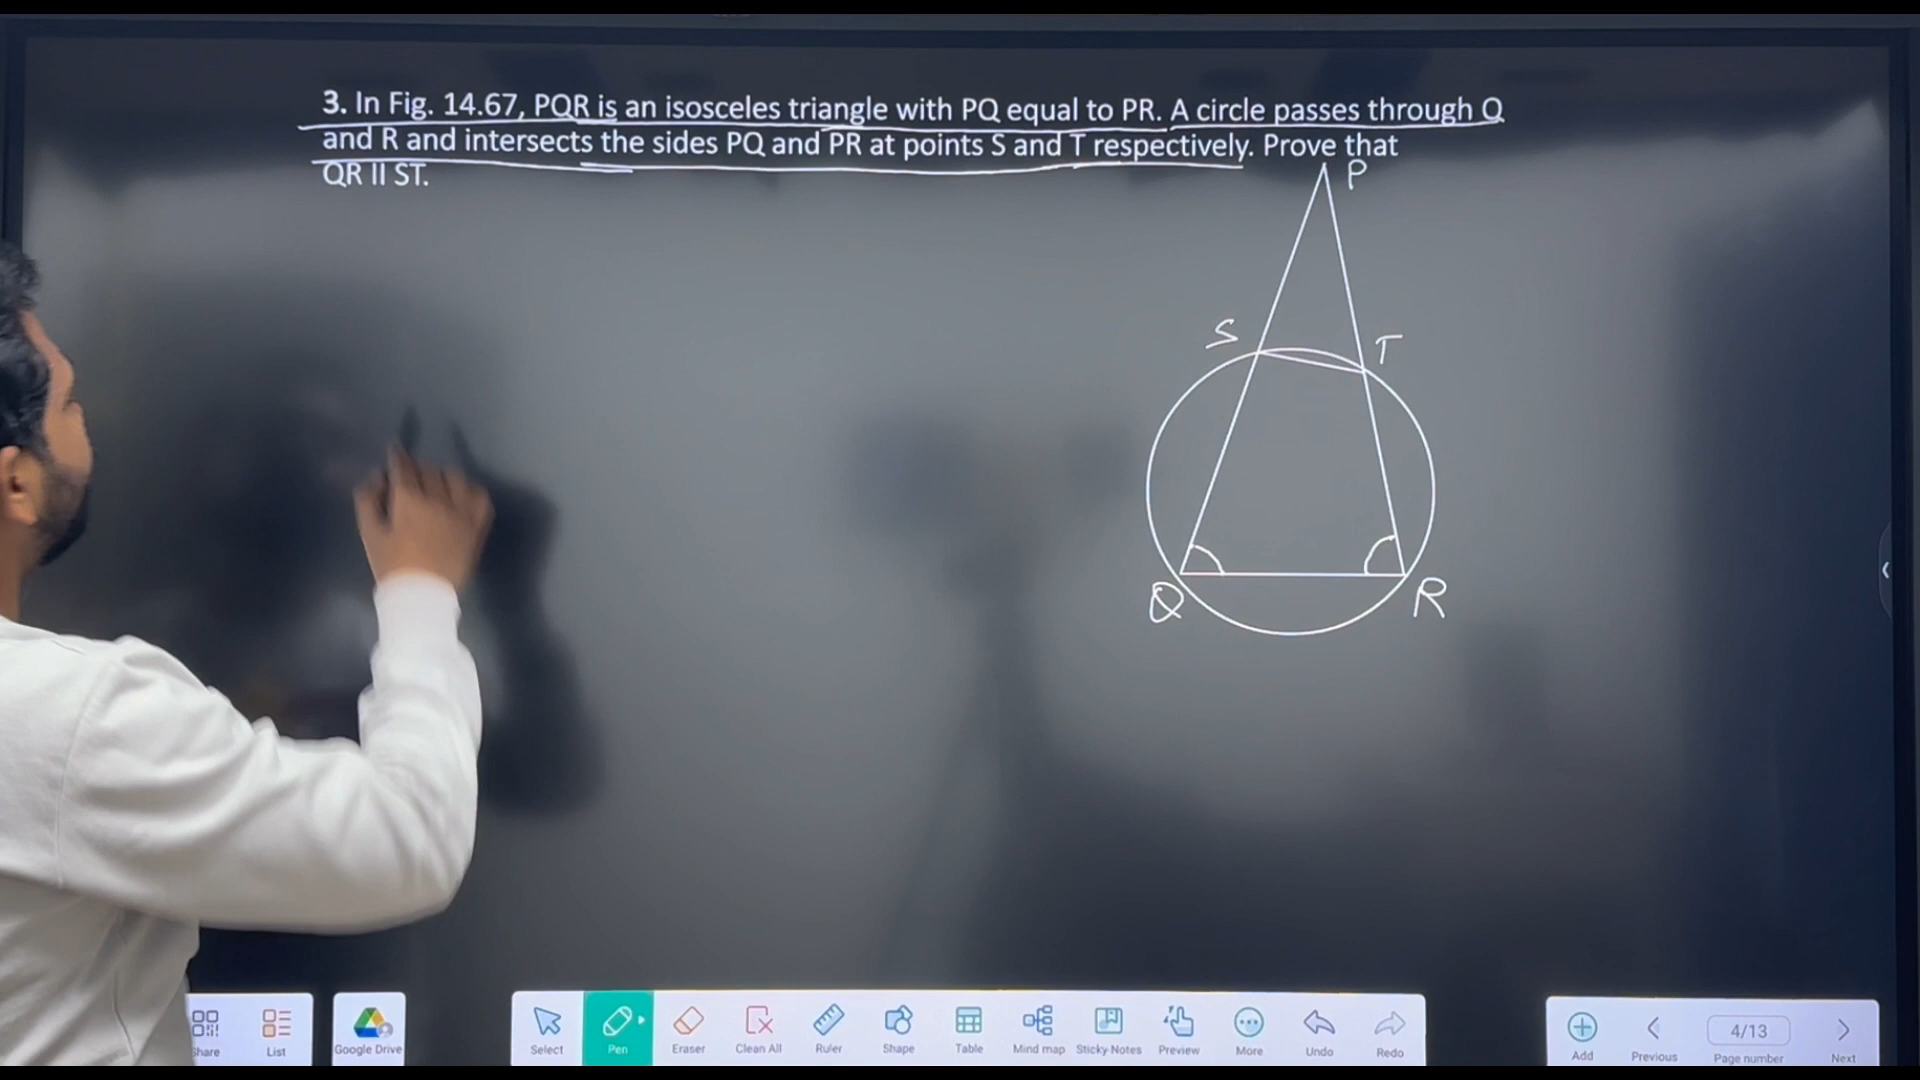 3. In Fig. 14.67, PQR is an isosceles triangle with PQ equal to PR. A circle passes through Q
and R and intersects the sides PQ and PR at points S and T respectively. Prove that
QR II ST.
P
S
T
Q
R
Share
List
Google Drive
Select
Pen
Eraser
Clean All
Ruler
Shape
Table
Mind map
Sticky Notes
Preview
More
Undo
Redo
Add
Previous
4/13
Page number
Next